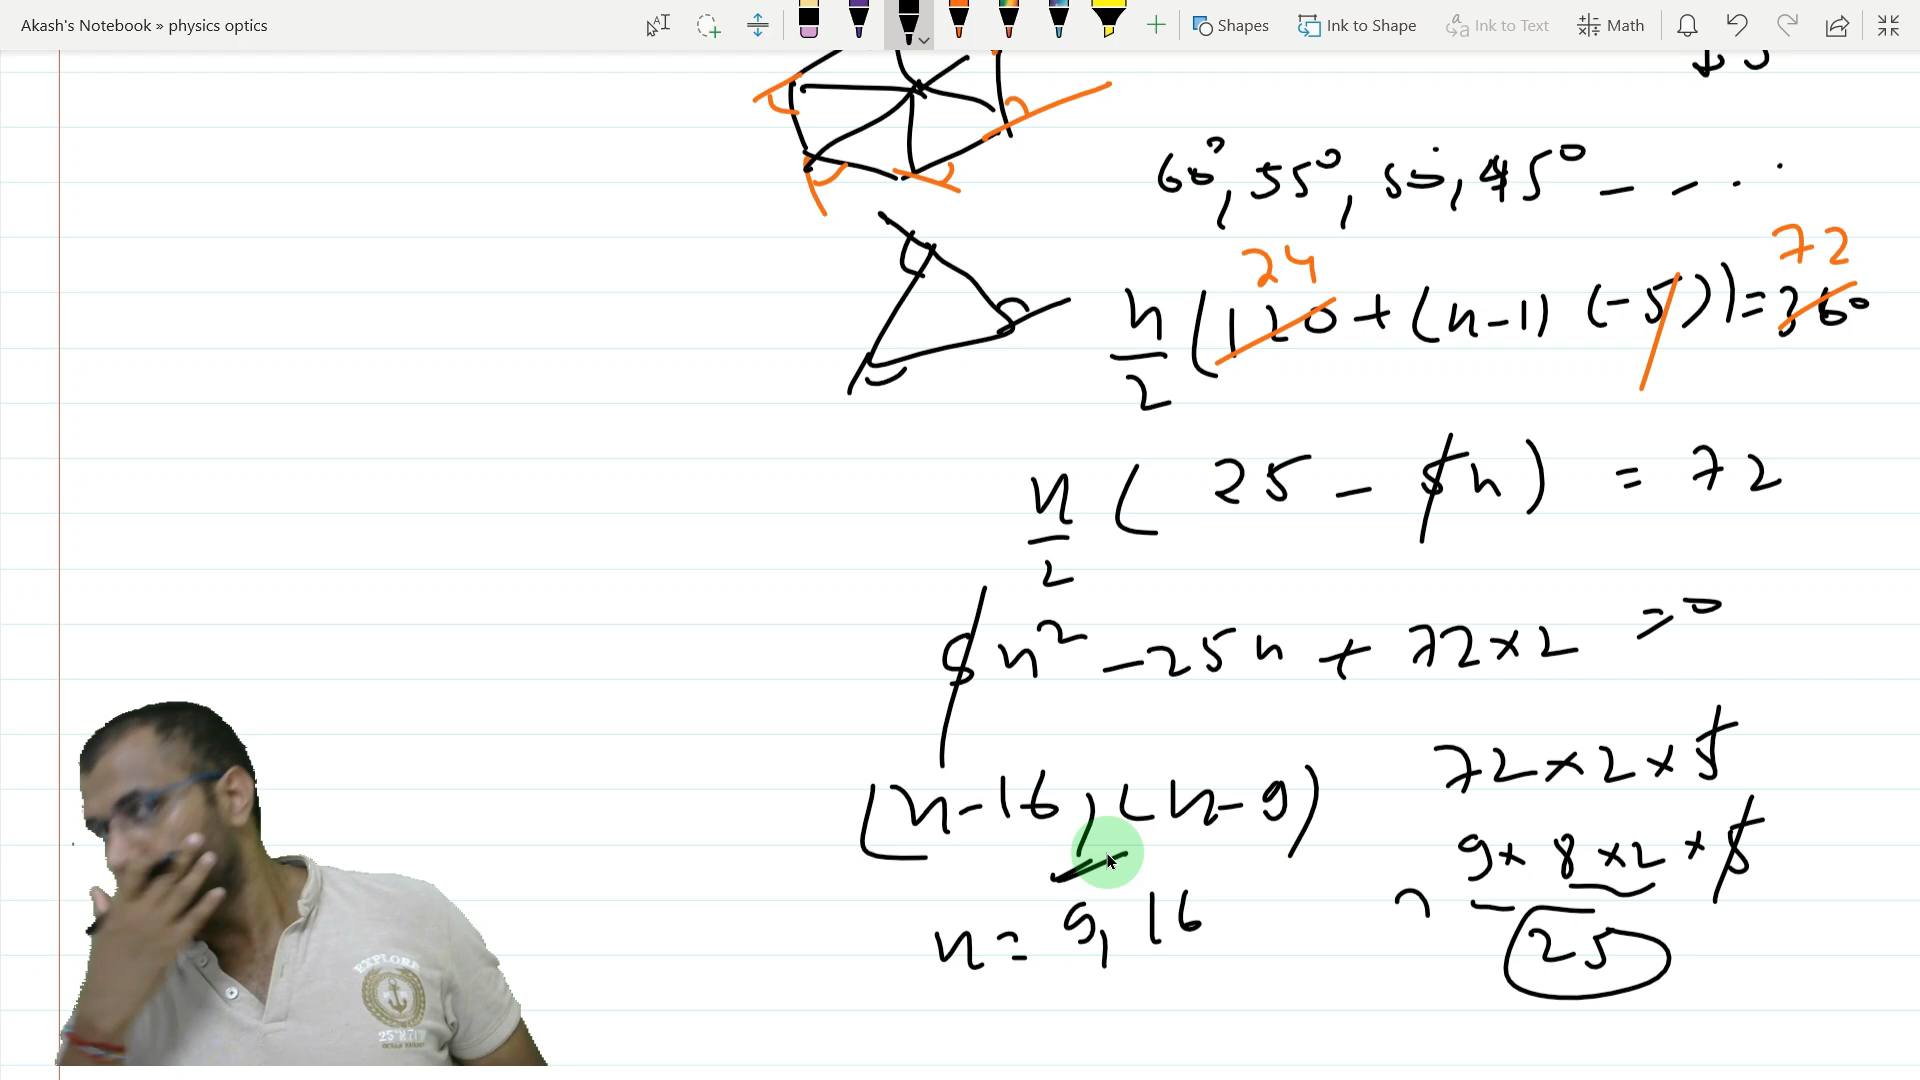 Akash's Notebook » physics optics
Shapes
Ink to Shape
Ink to Text
Math
60°, 55°, 50, 45° - - . .
24
72
n/2 (120 + (n-1) (-5)) = 360
n/2 ( 25 - 5n ) = 72
5n² - 25n + 72×2 = 0
72 × 2 × 5
(n-16)(n-9)
9 × 8 × 2 × 5
25
n = 9, 16
EXPLORE